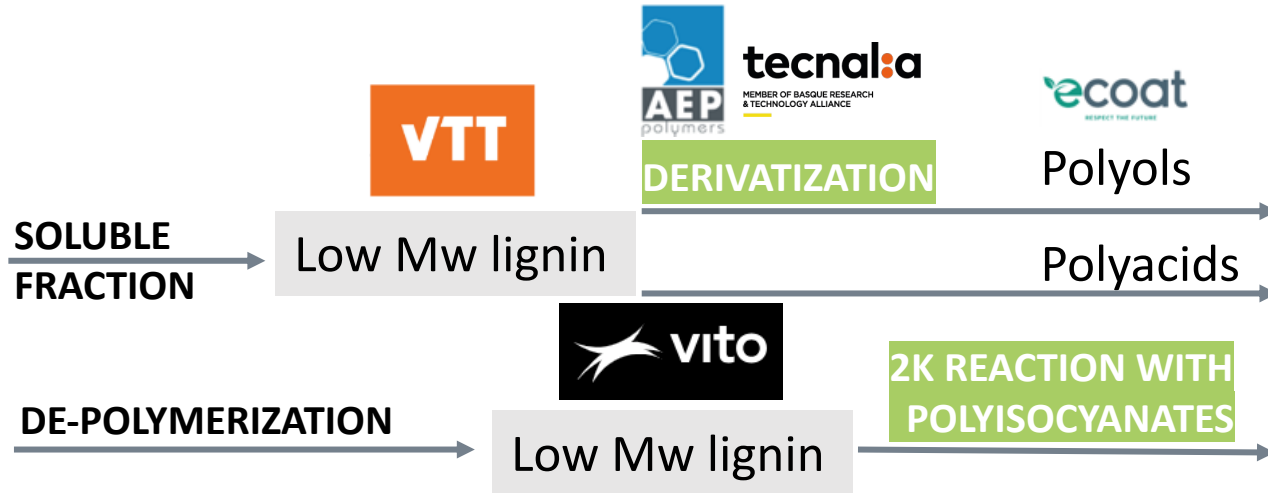 AEP
polymers
tecnal:a
MEMBER OF BASQUE RESEARCH
& TECHNOLOGY ALLIANCE
ecoat
RESPECT THE FUTURE
VTT
DERIVATIZATION
Polyols
SOLUBLE
FRACTION
Low Mw lignin
Polyacids
vito
2K REACTION WITH
POLYISOCYANATES
DE-POLYMERIZATION
Low Mw lignin